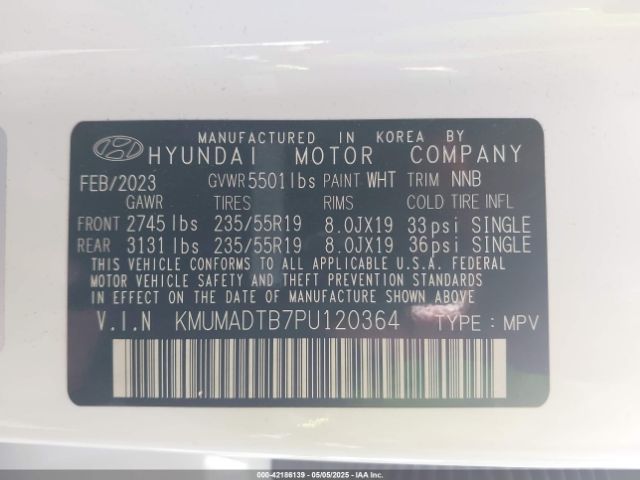 MANUFACTURED IN KOREA BY
HYUNDAI MOTOR COMPANY
FEB/2023 GVWR 5501 lbs PAINT WHT TRIM NNB
GAWR TIRES RIMS COLD TIRE INFL
FRONT 2745 lbs 235/55R19 8.0JX19 33 psi SINGLE
REAR 3131 lbs 235/55R19 8.0JX19 36 psi SINGLE
THIS VEHICLE CONFORMS TO ALL APPLICABLE U.S.A. FEDERAL
MOTOR VEHICLE SAFETY AND THEFT PREVENTION STANDARDS IN
EFFECT ON THE DATE OF MANUFACTURE SHOWN ABOVE
V.I.N KMUMADTB7PU120364 TYPE : MPV
000-42186139 - 05/05/2025 - IAAI.COM